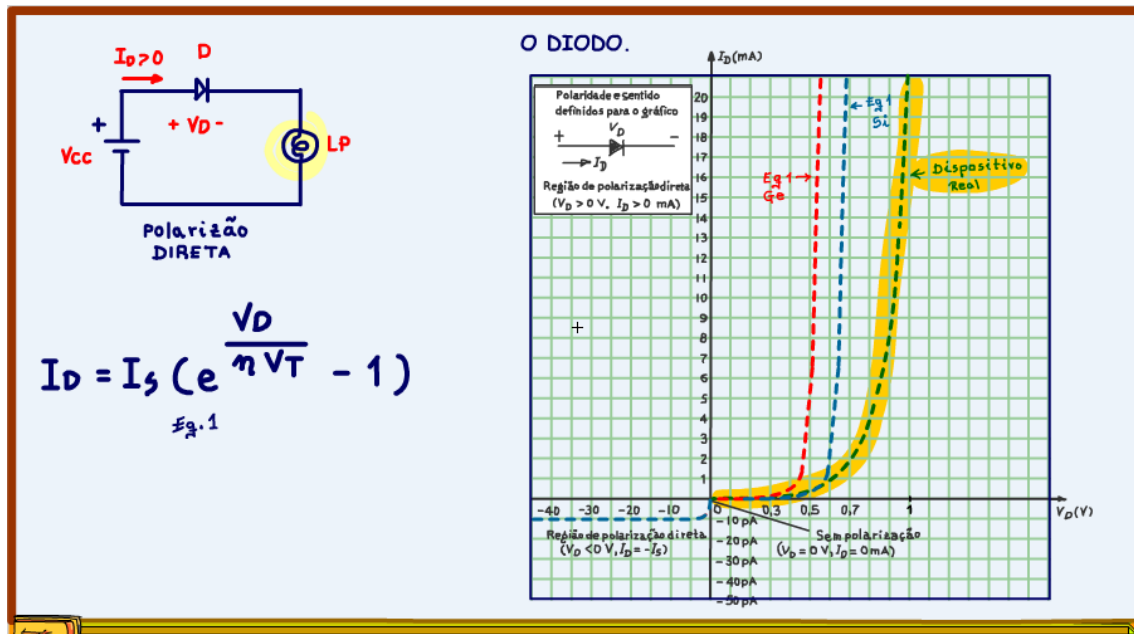 O DIODO.
ID>0
D
+
+ VD -
VCC
LP
Polarizão
DIRETA
ID = IS (e VD/ηVT - 1)
Eq.1
ID(mA)
Polaridade e sentido
definidos para o gráfico
VD
+ -
ID
Região de polarização direta
(VD > 0 V, ID > 0 mA)
20
19
18
17
16
15
14
13
12
11
10
9
8
7
6
5
4
3
2
1
Eq1
Si
Eq1
Ge
Dispositivo
Real
-40 -30 -20 -10 0 0,3 0,5 0,7 1
VD(V)
-10 pA
-20 pA
-30 pA
-40 pA
-50 pA
Região de polarização direta
(VD <0 V, ID = -IS)
Sem polarização
(VD = 0 V, ID = 0 mA)